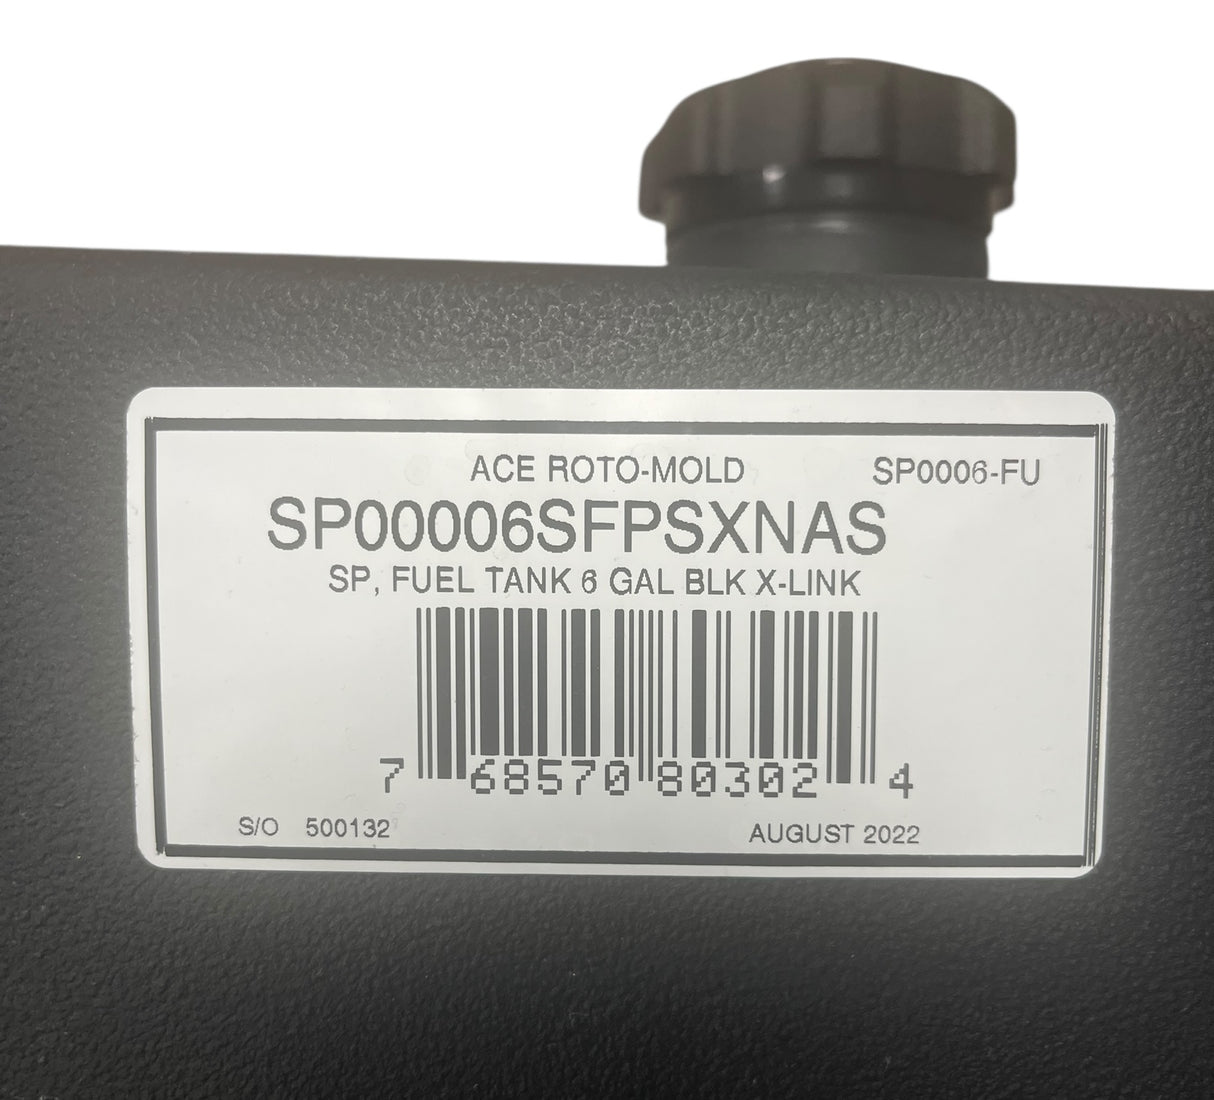 ACE ROTO-MOLD SP0006-FU
SP00006SFPSXNAS
SP, FUEL TANK 6 GAL BLK X-LINK
7 68570 80302 4
S/O 500132 AUGUST 2022